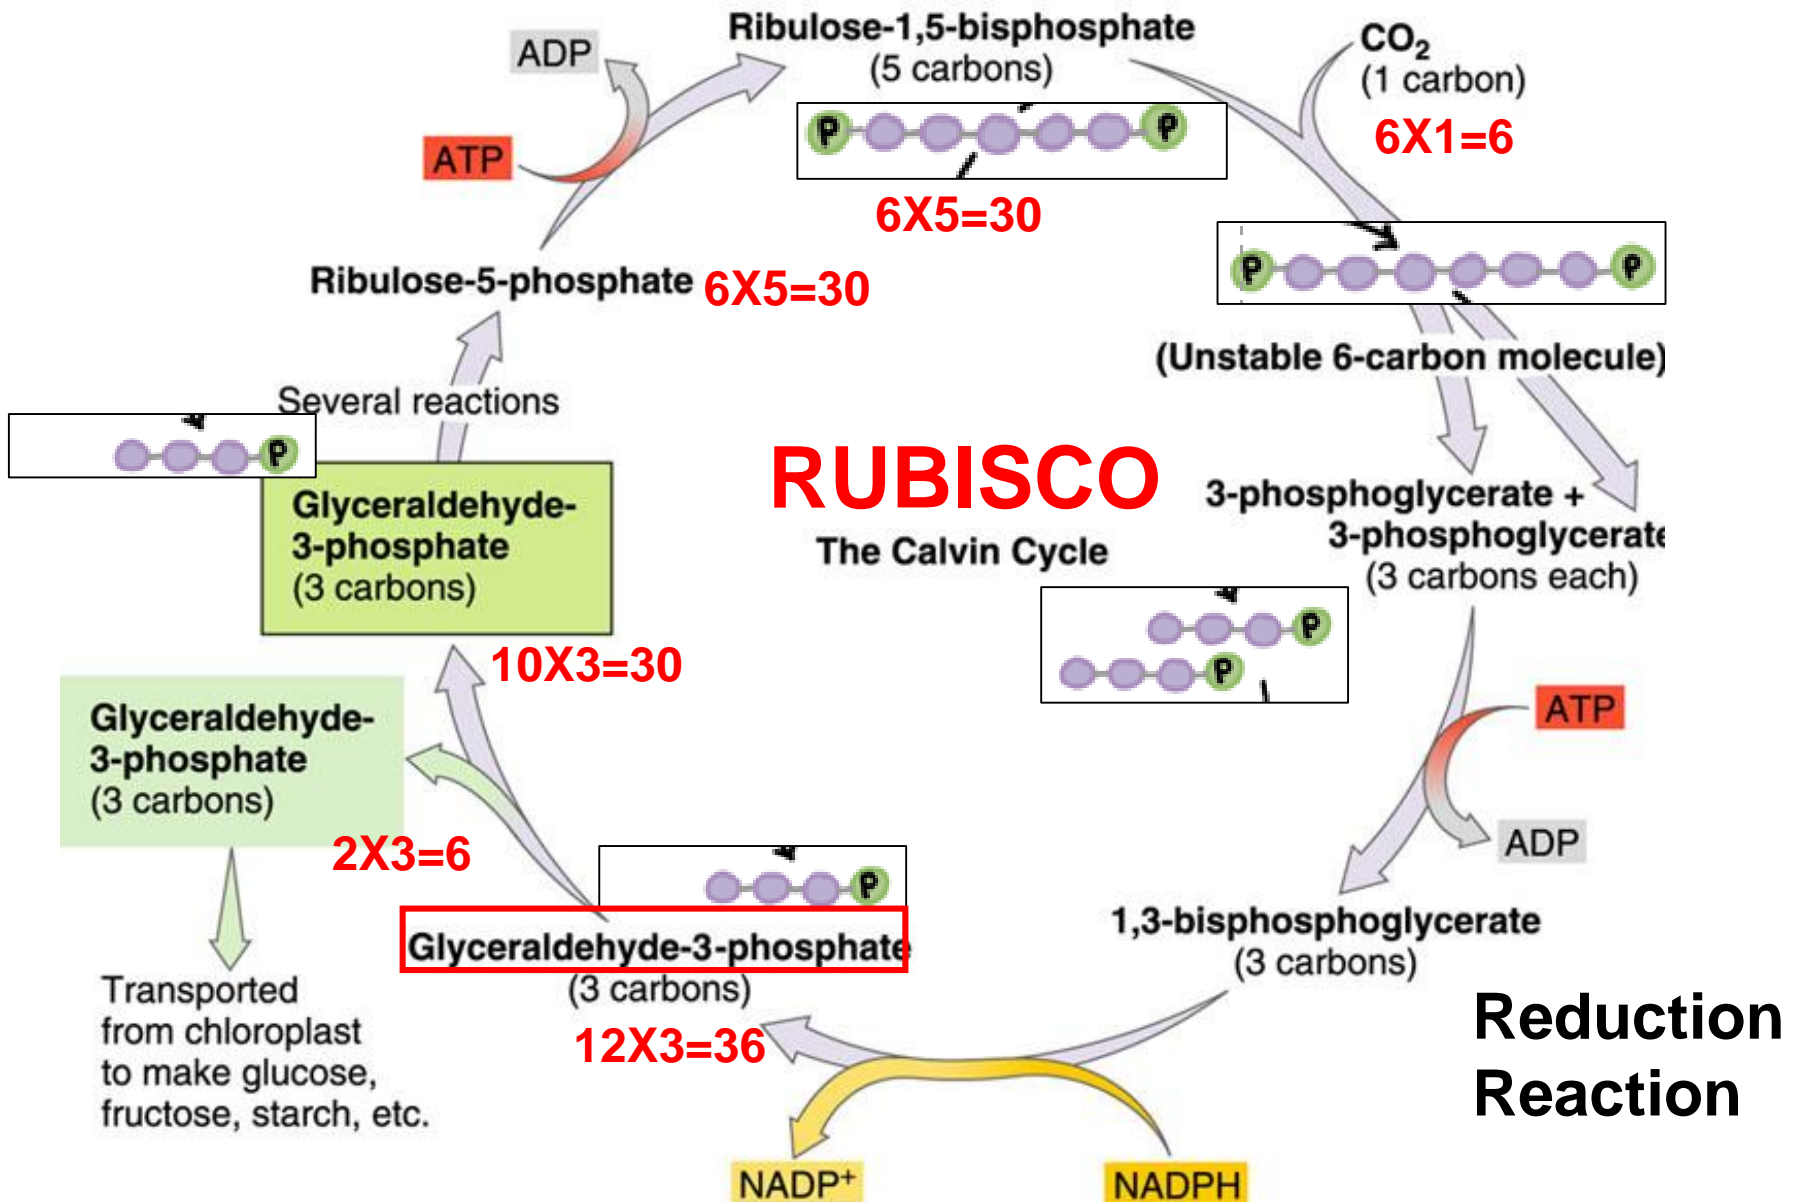 Ribulose-1,5-bisphosphate
(5 carbons)
P P
6X5=30
CO₂
(1 carbon)
6X1=6
P P
(Unstable 6-carbon molecule)
3-phosphoglycerate +
3-phosphoglycerate
(3 carbons each)
P
P
ATP
ADP
1,3-bisphosphoglycerate
(3 carbons)
Reduction
Reaction
NADPH
NADP⁺
P
Glyceraldehyde-3-phosphate
(3 carbons)
12X3=36
2X3=6
Glyceraldehyde-
3-phosphate
(3 carbons)
Transported
from chloroplast
to make glucose,
fructose, starch, etc.
10X3=30
P
Glyceraldehyde-
3-phosphate
(3 carbons)
Several reactions
Ribulose-5-phosphate 6X5=30
ATP
ADP
RUBISCO
The Calvin Cycle